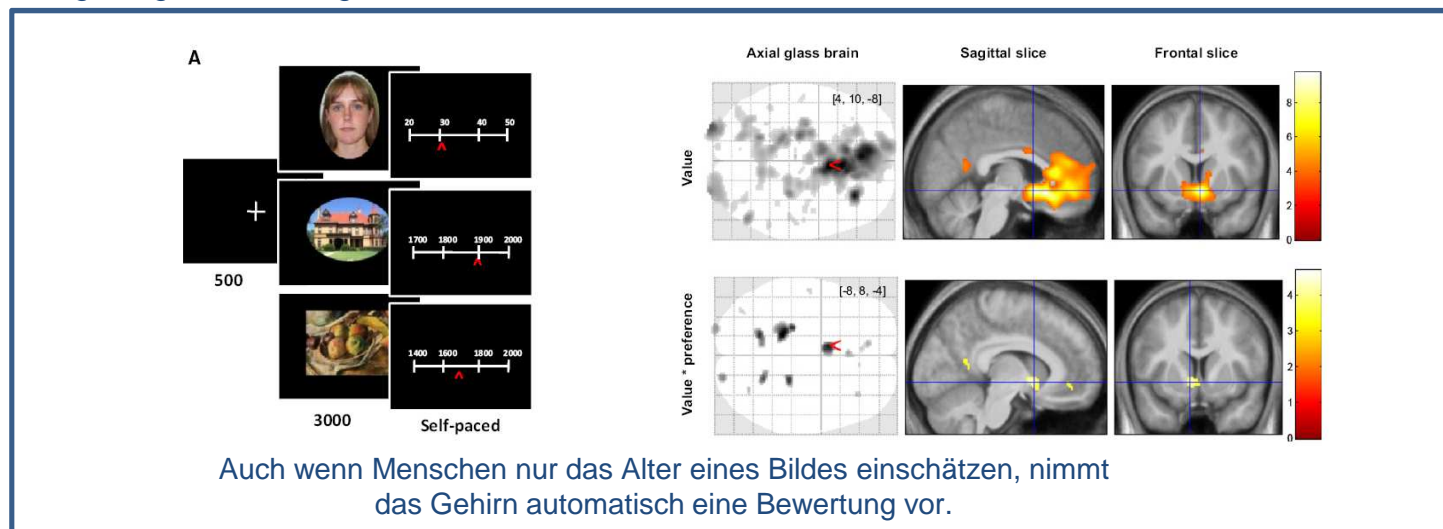 A
20 30 40 50
500
1700 1800 1900 2000
1400 1600 1800 2000
3000
Self-paced
Axial glass brain
Sagittal slice
Frontal slice
Value
[4, 10, -8]
<
8
6
4
2
0
Value * preference
[-8, 8, -4]
<
4
3
2
1
0
Auch wenn Menschen nur das Alter eines Bildes einschätzen, nimmt
das Gehirn automatisch eine Bewertung vor.